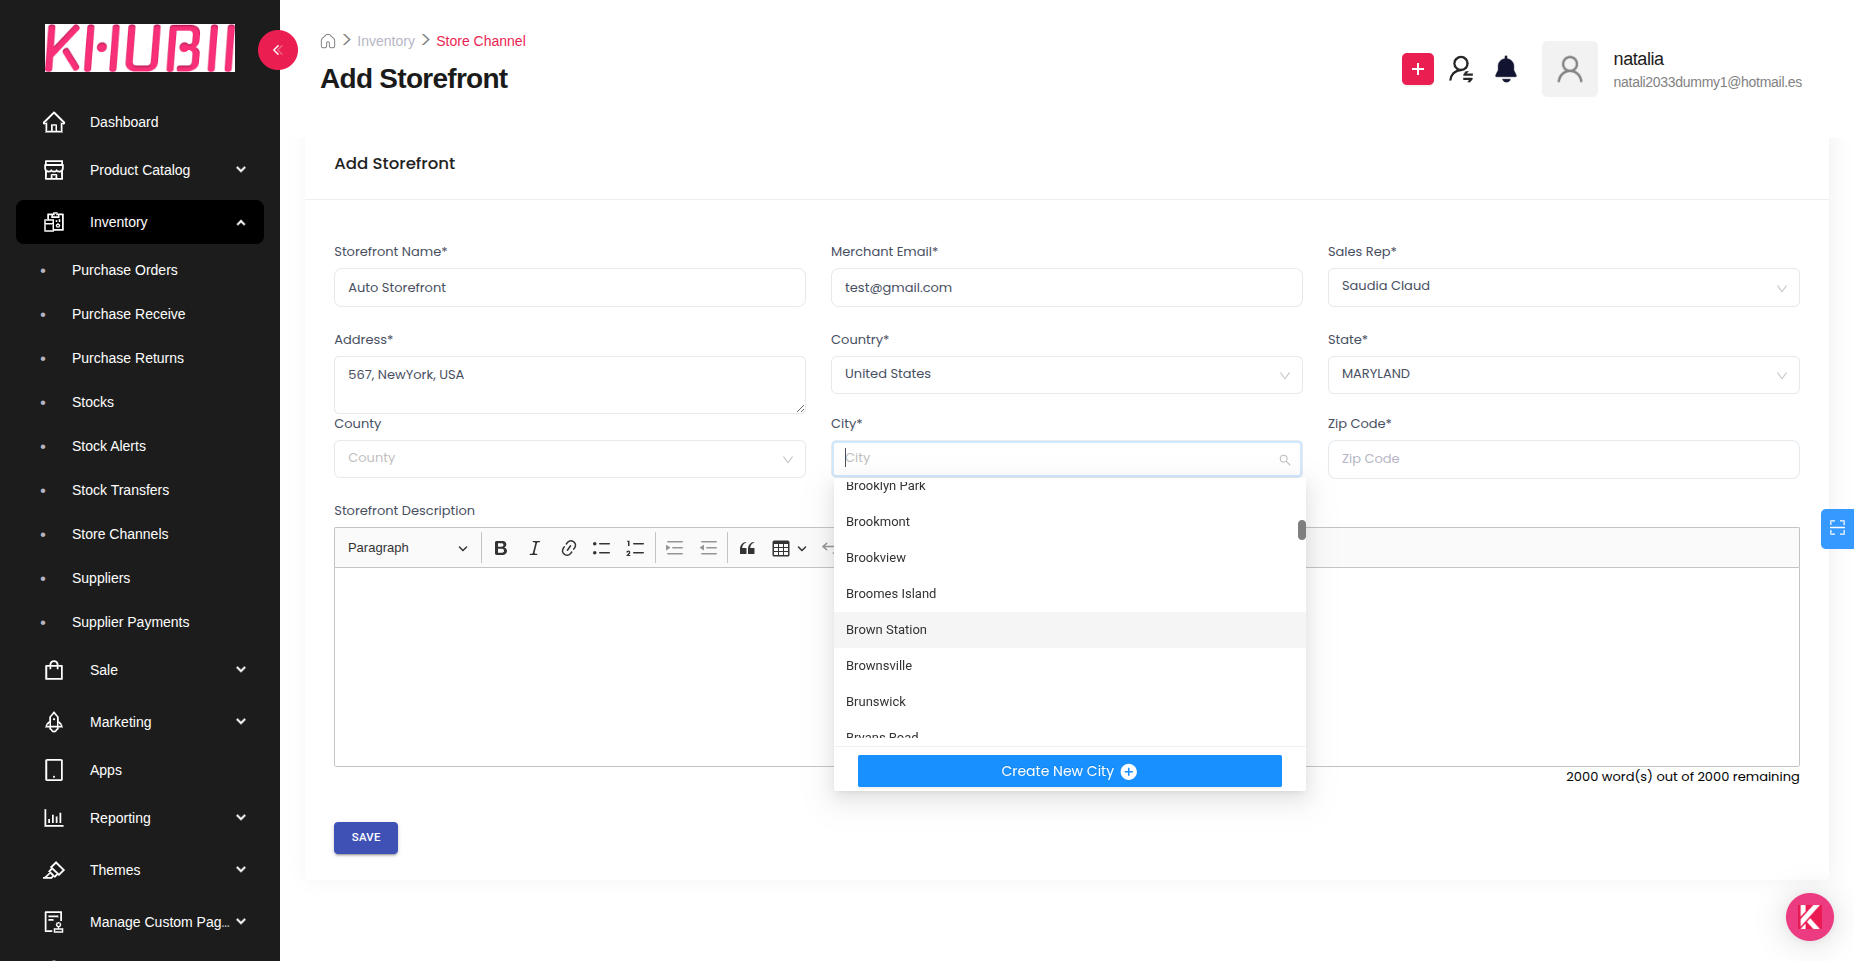 KHUBII
Dashboard
Product Catalog
Inventory
Purchase Orders
Purchase Receive
Purchase Returns
Stocks
Stock Alerts
Stock Transfers
Store Channels
Suppliers
Supplier Payments
Sale
Marketing
Apps
Reporting
Themes
Manage Custom Pag...
Inventory
Store Channel
Add Storefront
natalia
natali2033dummy1@hotmail.es
Add Storefront
Storefront Name*
Merchant Email*
Sales Rep*
Auto Storefront
test@gmail.com
Saudia Claud
Address*
Country*
State*
567, NewYork, USA
United States
MARYLAND
County
City*
Zip Code*
County
City
Zip Code
Storefront Description
Paragraph
Brooklyn Park
Brookmont
Brookview
Broomes Island
Brown Station
Brownsville
Brunswick
Bryans Road
Create New City
2000 word(s) out of 2000 remaining
SAVE